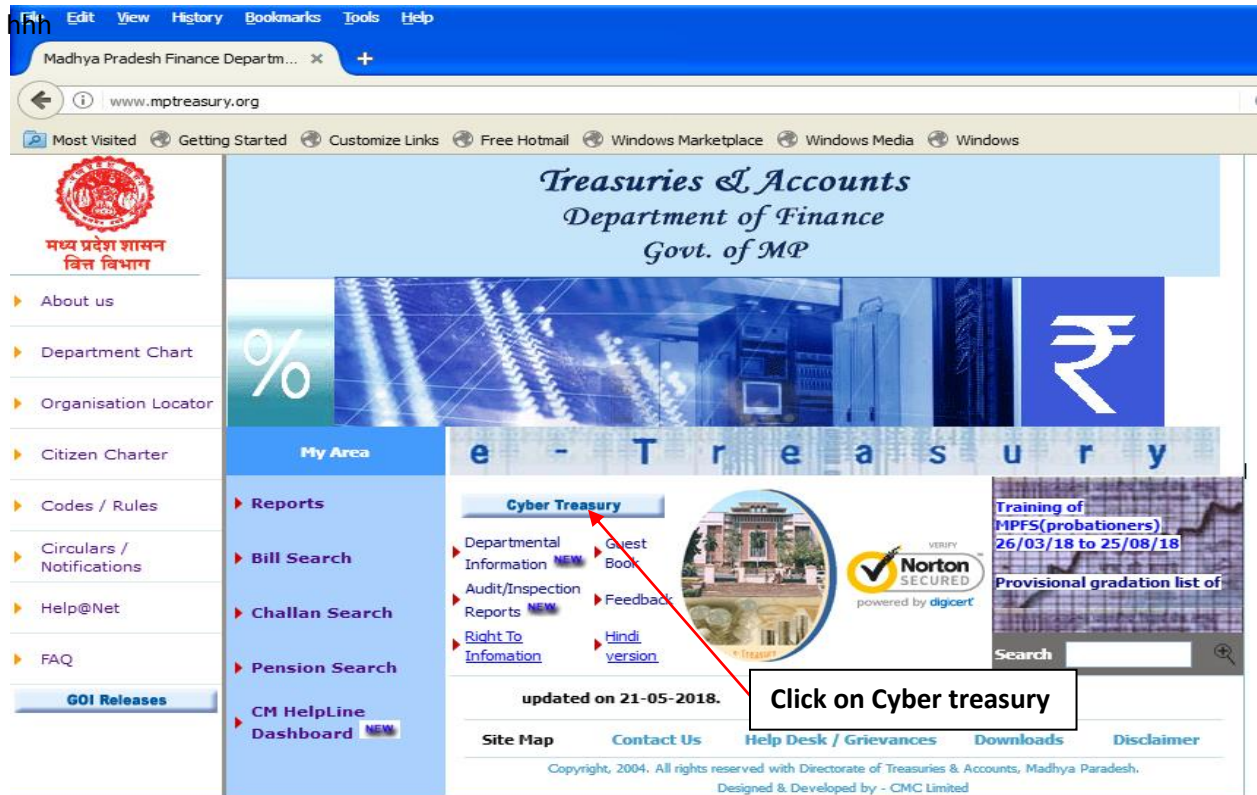 hhh
File Edit View History Bookmarks Tools Help
Madhya Pradesh Finance Departm...
www.mptreasury.org
Most Visited Getting Started Customize Links Free Hotmail Windows Marketplace Windows Media Windows
मध्य प्रदेश शासन
वित्त विभाग
Treasuries & Accounts
Department of Finance
Govt. of MP
About us
Department Chart
Organisation Locator
Citizen Charter
Codes / Rules
Circulars /
Notifications
Help@Net
FAQ
GOI Releases
%
₹
My Area
Reports
Bill Search
Challan Search
Pension Search
CM HelpLine
Dashboard NEW
e - Treasury
Cyber Treasury
Departmental
Information NEW
Guest
Book
Audit/Inspection
Reports NEW
Feedback
Right To
Infomation
Hindi
version
VERIFY
Norton
SECURED
powered by digicert
Training of
MPFS(probationers)
26/03/18 to 25/08/18
Provisional gradation list of
Search
updated on 21-05-2018.
Click on Cyber treasury
Site Map Contact Us Help Desk / Grievances Downloads Disclaimer
Copyright, 2004. All rights reserved with Directorate of Treasuries & Accounts, Madhya Paradesh.
Designed & Developed by - CMC Limited